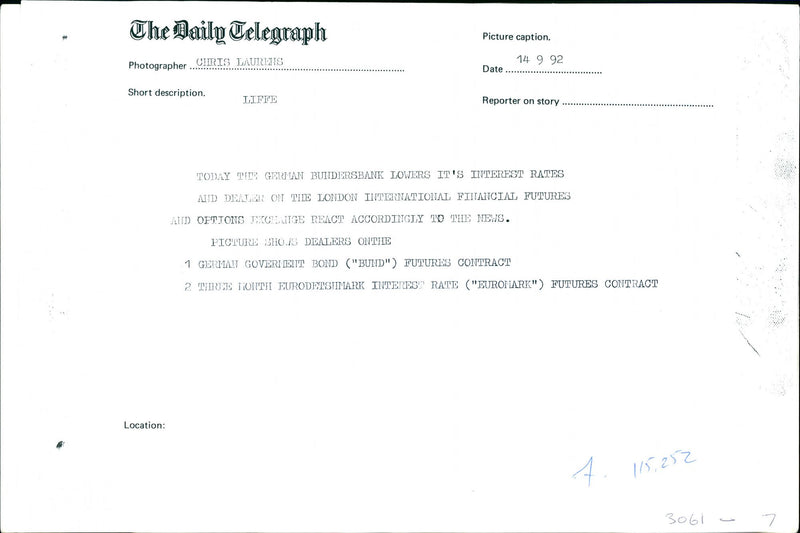 The Daily Telegraph
Picture caption.
Photographer CHRIS LAURENS
Date 14 9 92
Short description.
LIFFE
Reporter on story
TODAY THE GERMAN BUNDERSBANK LOWERS IT'S INTEREST RATES
AND DEALER ON THE LONDON INTERNATIONAL FINANCIAL FUTURES
AND OPTIONS EXCHANGE REACT ACCORDINGLY TO THE NEWS.
PICTURE SHOWS DEALERS ONTHE
1 GERMAN GOVERMENT BOND ("BUND") FUTURES CONTRACT
2 THREE MONTH EURODETSHMARK INTEREST RATE ("EUROMARK") FUTURES CONTRACT
Location:
A. 115.252
3061 - 7